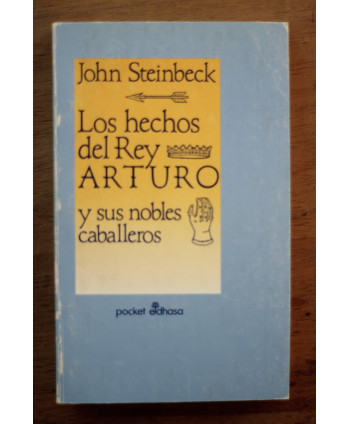 John Steinbeck
Los hechos
del Rey
ARTURO
y sus nobles
caballeros
pocket edhasa